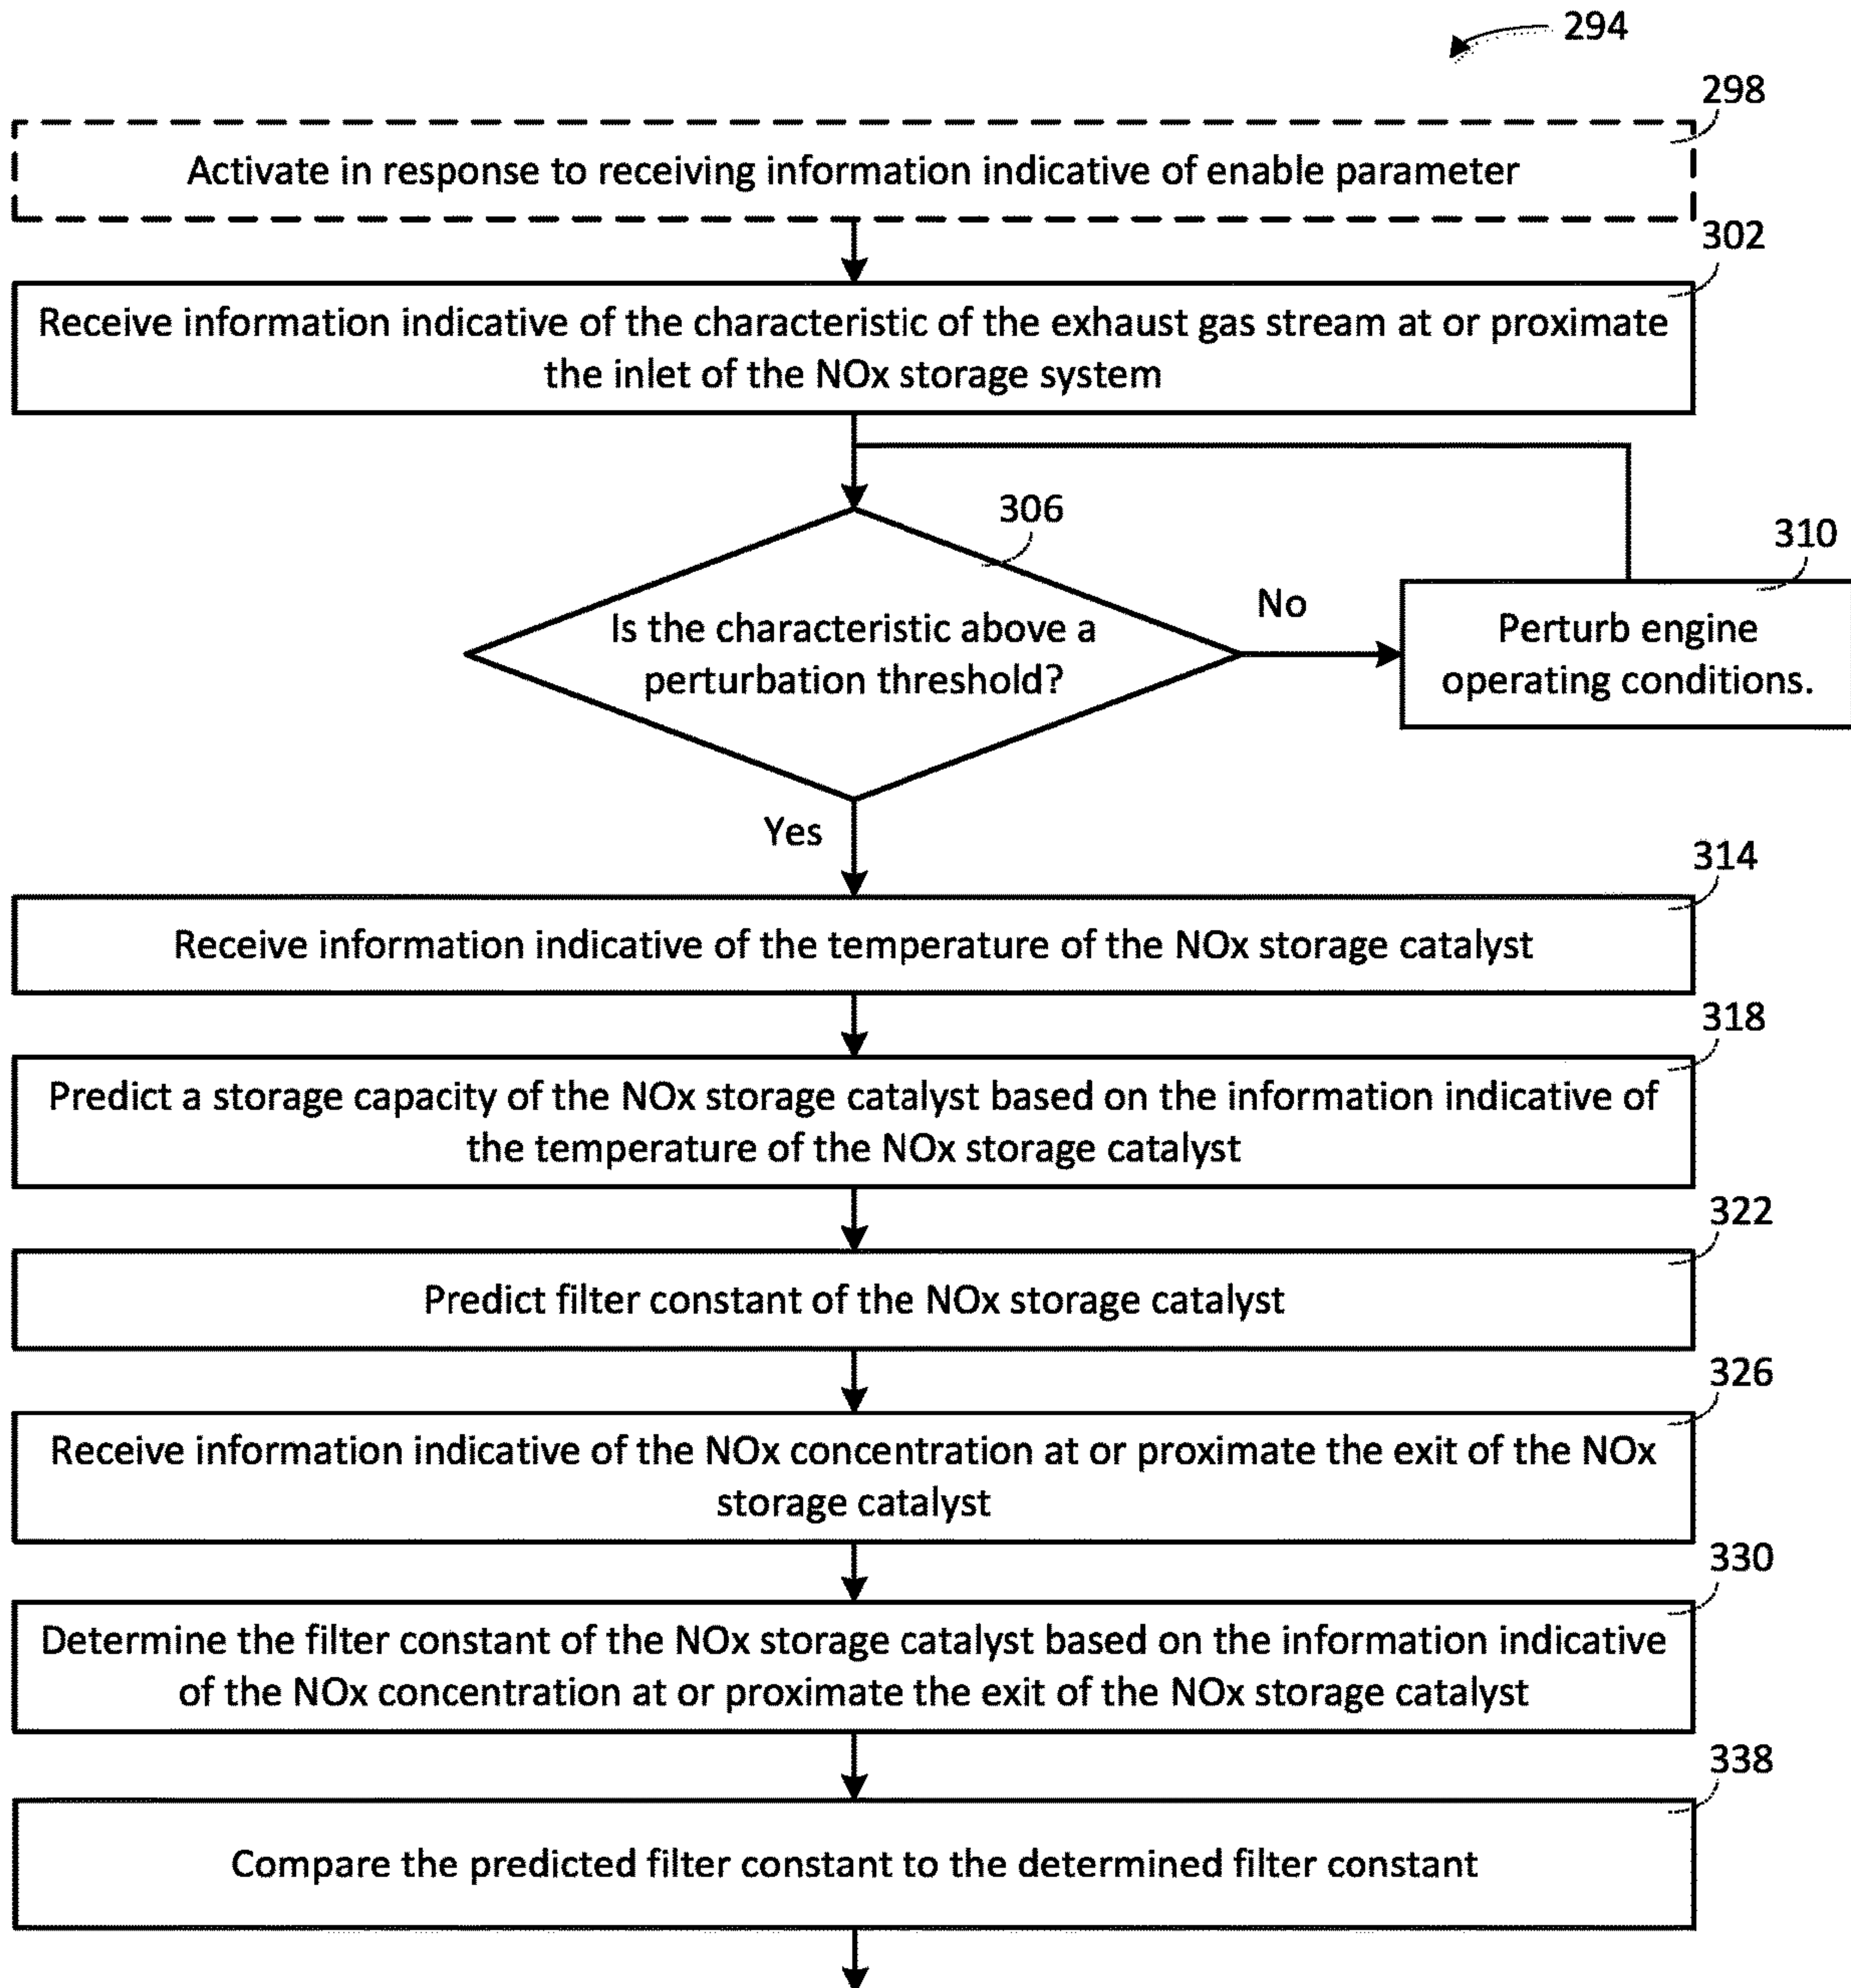 294
298
Activate in response to receiving information indicative of enable parameter
302
Receive information indicative of the characteristic of the exhaust gas stream at or proximate
the inlet of the NOx storage system
306
310
Is the characteristic above a
perturbation threshold?
No
Perturb engine
operating conditions.
Yes
314
Receive information indicative of the temperature of the NOx storage catalyst
318
Predict a storage capacity of the NOx storage catalyst based on the information indicative of
the temperature of the NOx storage catalyst
322
Predict filter constant of the NOx storage catalyst
326
Receive information indicative of the NOx concentration at or proximate the exit of the NOx
storage catalyst
330
Determine the filter constant of the NOx storage catalyst based on the information indicative
of the NOx concentration at or proximate the exit of the NOx storage catalyst
338
Compare the predicted filter constant to the determined filter constant